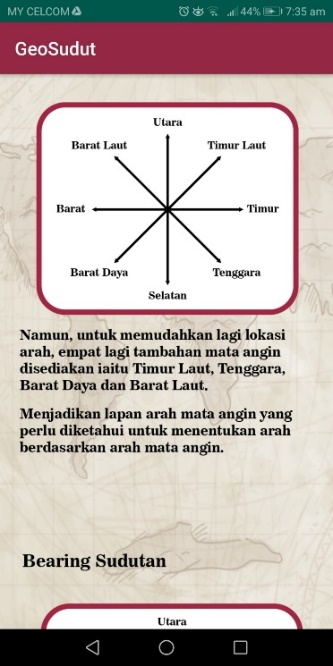 MY CELCOM 44% 7:35 am
GeoSudut
Utara
Barat Laut Timur Laut
Barat Timur
Barat Daya Tenggara
Selatan
Namun, untuk memudahkan lagi lokasi
arah, empat lagi tambahan mata angin
disediakan iaitu Timur Laut, Tenggara,
Barat Daya dan Barat Laut.
Menjadikan lapan arah mata angin yang
perlu diketahui untuk menentukan arah
berdasarkan arah mata angin.
Bearing Sudutan
Utara